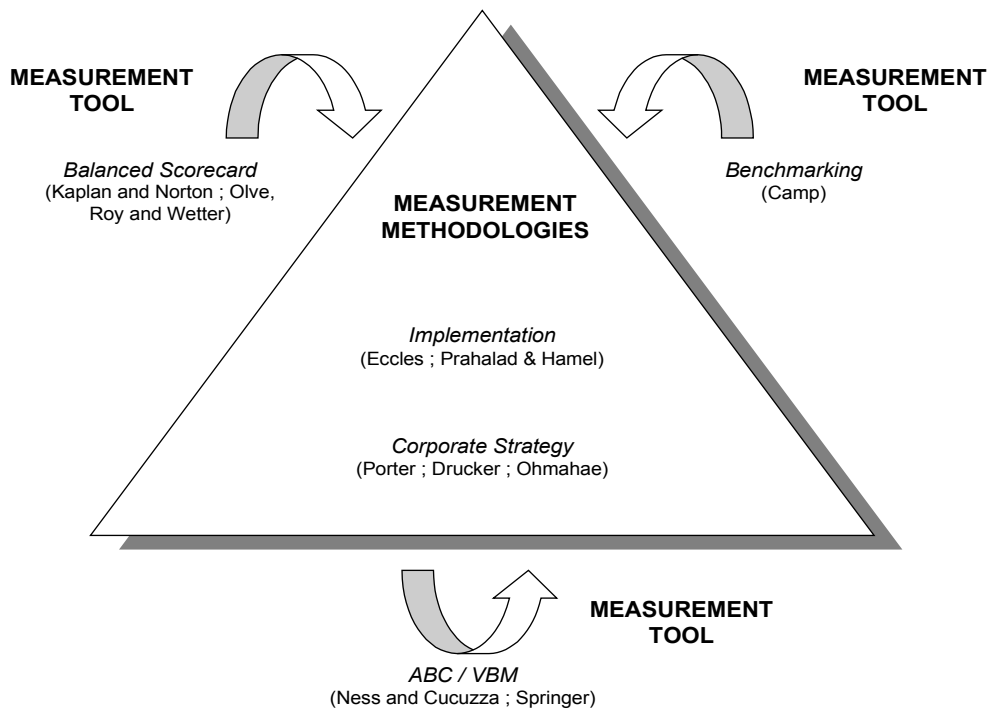 MEASUREMENT
TOOL
Balanced Scorecard
(Kaplan and Norton ; Olve,
Roy and Wetter)
MEASUREMENT
TOOL
Benchmarking
(Camp)
MEASUREMENT
METHODOLOGIES
Implementation
(Eccles ; Prahalad & Hamel)
Corporate Strategy
(Porter ; Drucker ; Ohmahae)
MEASUREMENT
TOOL
ABC / VBM
(Ness and Cucuzza ; Springer)